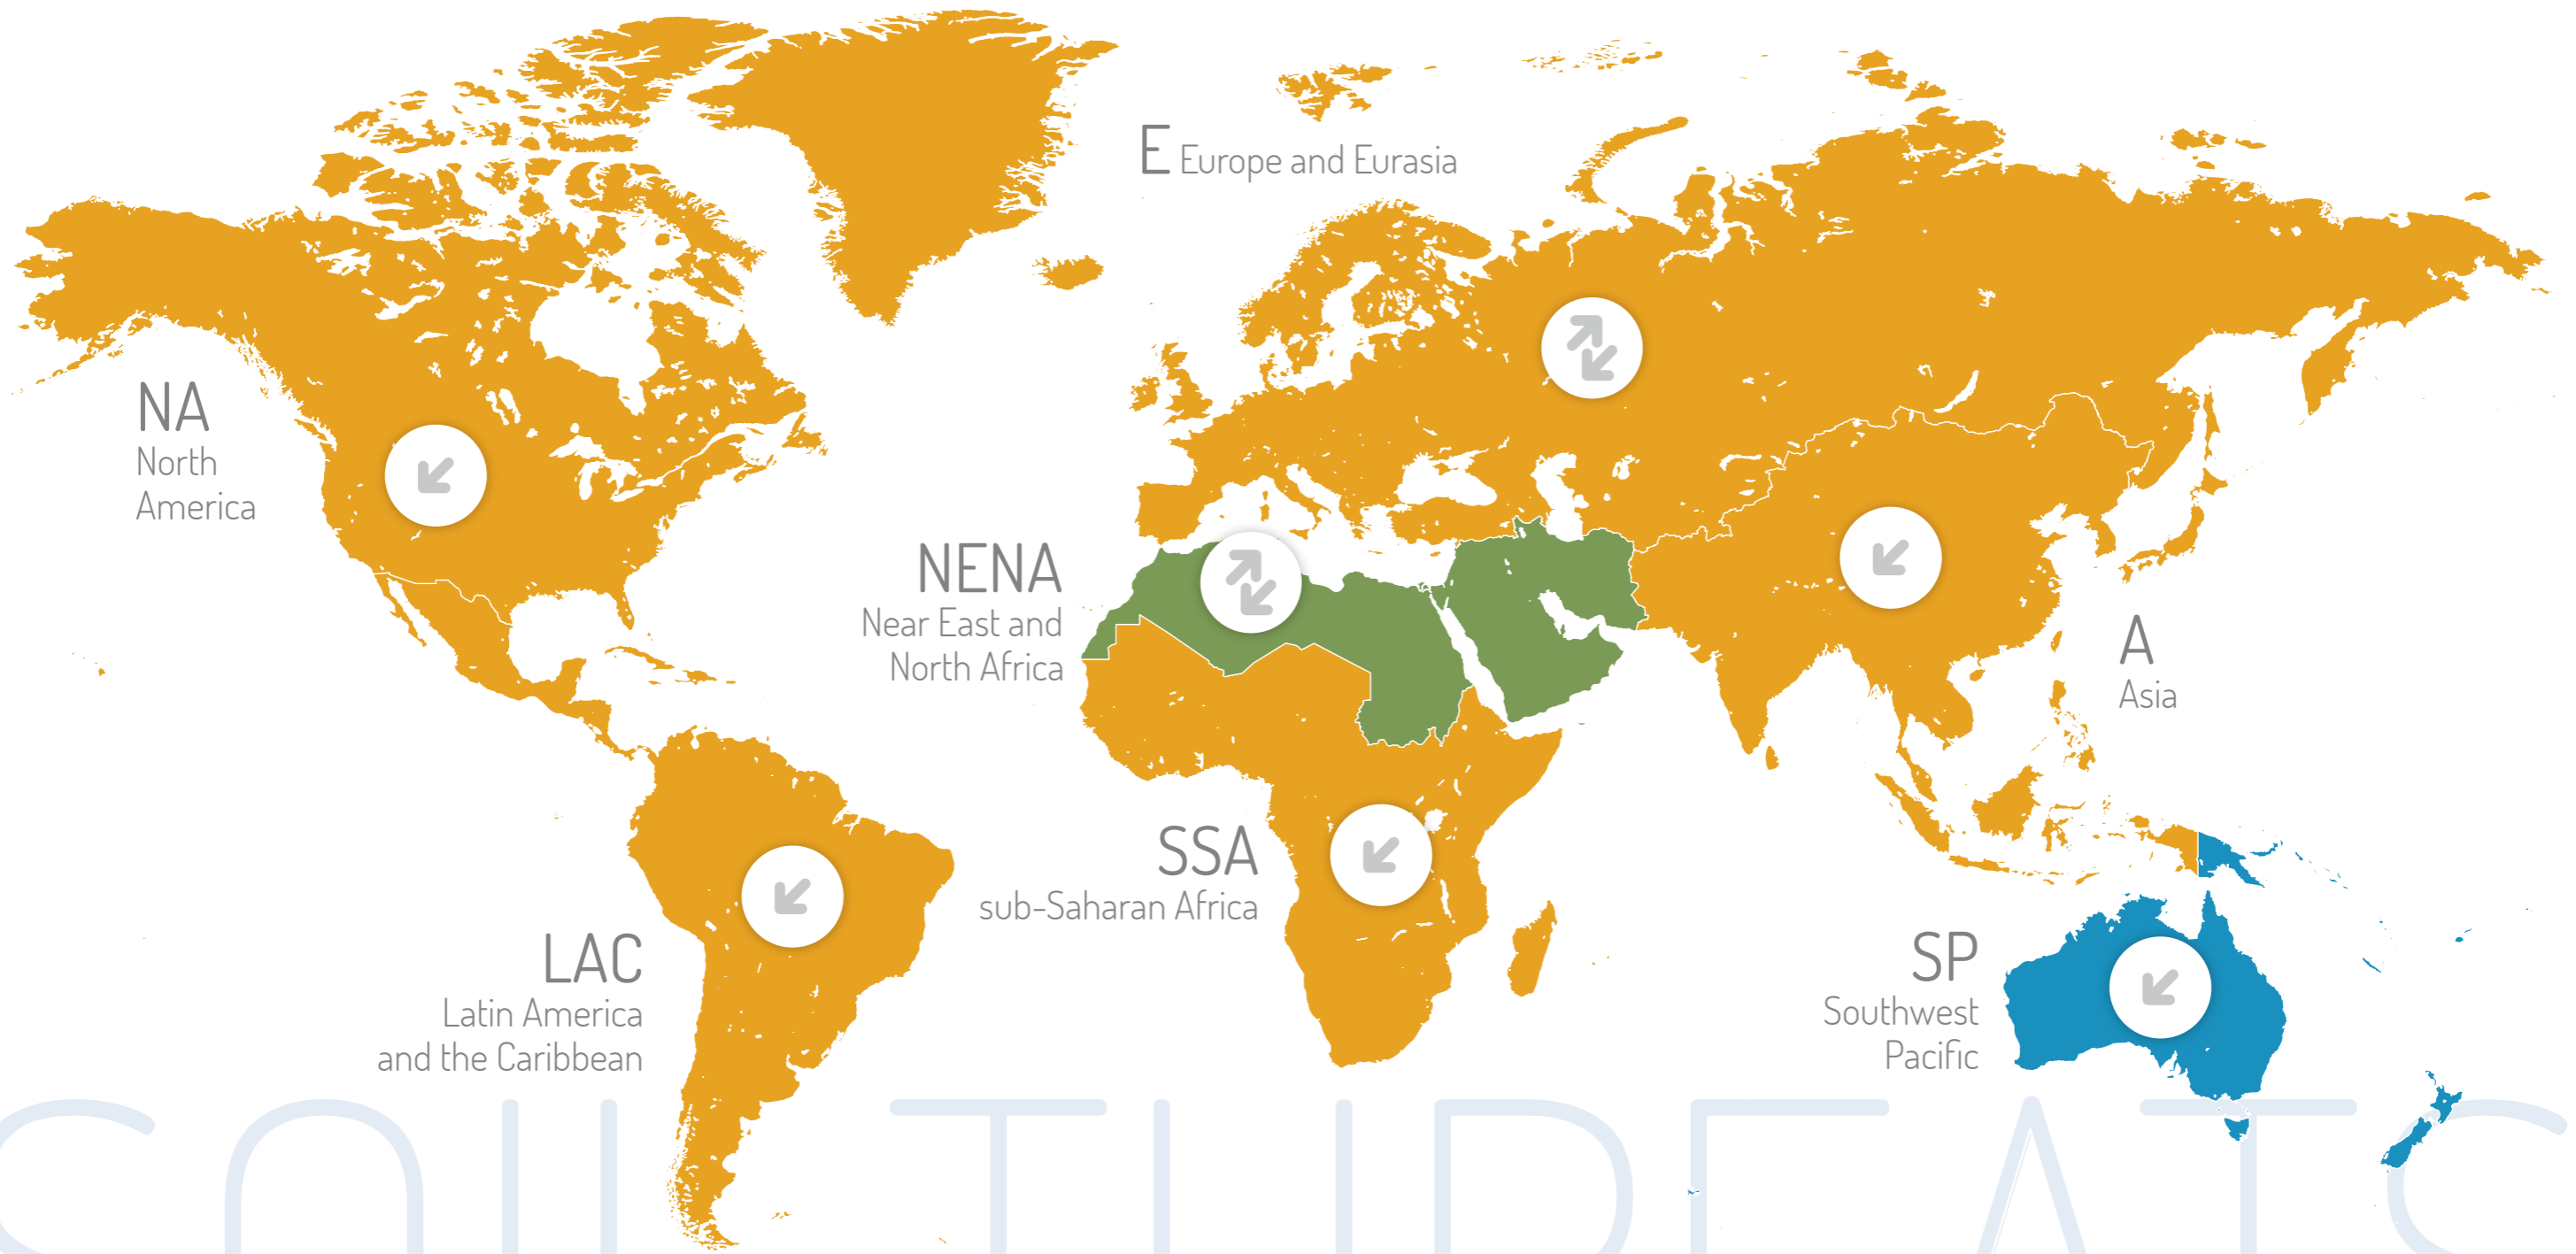 E Europe and Eurasia
NA
North
America
NENA
Near East and
North Africa
A
Asia
SSA
sub-Saharan Africa
LAC
Latin America
and the Caribbean
SP
Southwest
Pacific